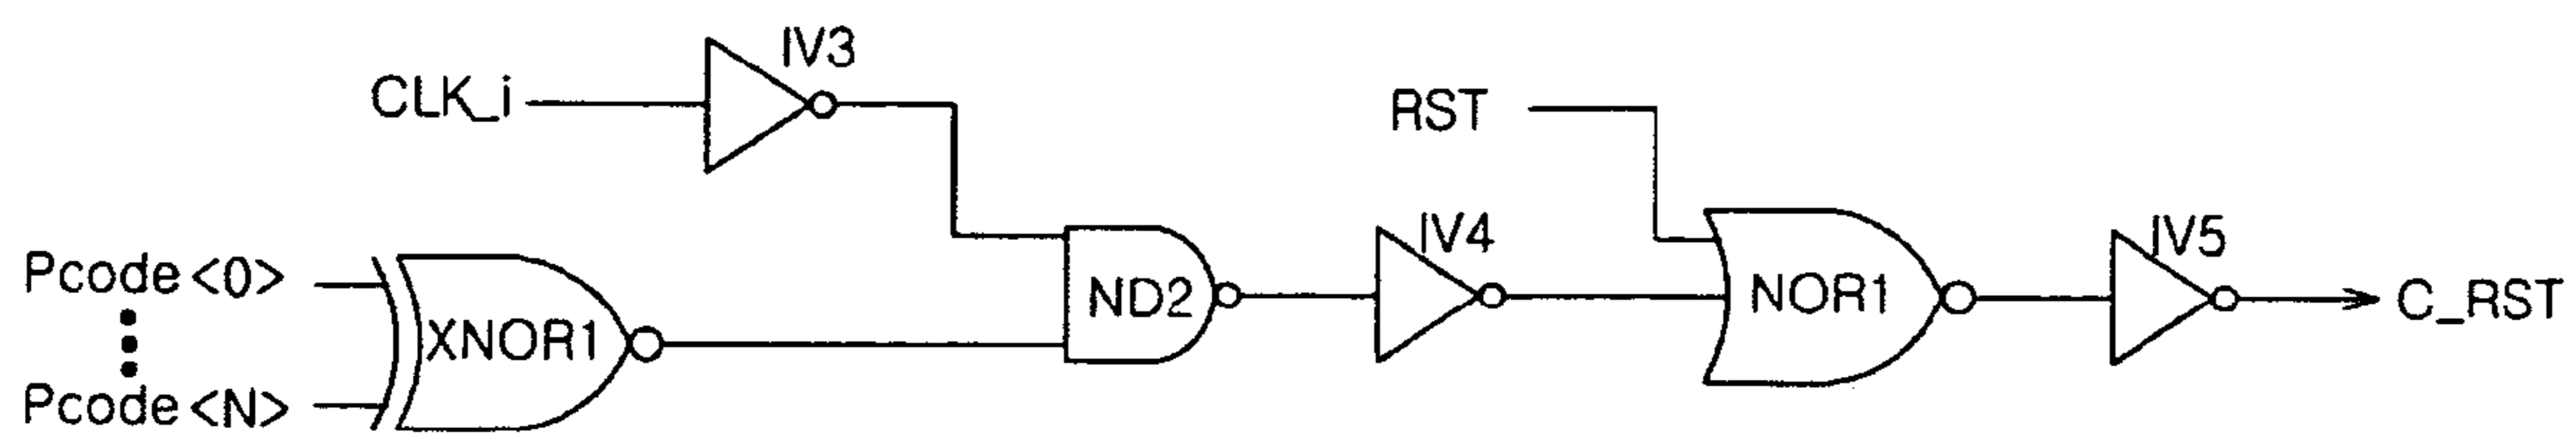 IV3
CLK_i
RST
IV4
IV5
Pcode<0>
ND2
NOR1
C_RST
XNOR1
Pcode<N>